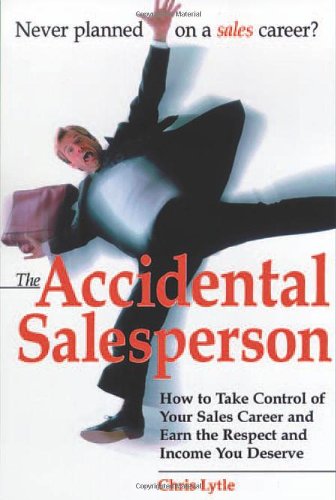 Never planned on a sales career?
The Accidental
Salesperson
How to Take Control of
Your Sales Career and
Earn the Respect and
Income You Deserve
Chris Lytle